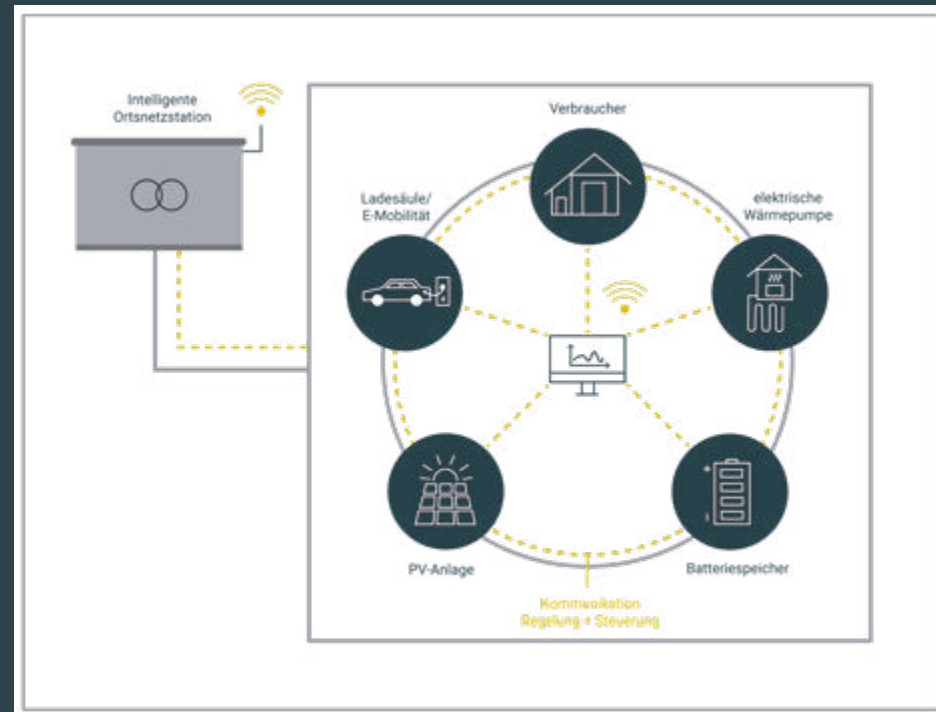 Intelligente
Ortsnetzstation
Verbraucher
Ladesäule/
E-Mobilität
elektrische
Wärmepumpe
PV-Anlage
Batteriespeicher
Kommunikation
Regelung + Steuerung